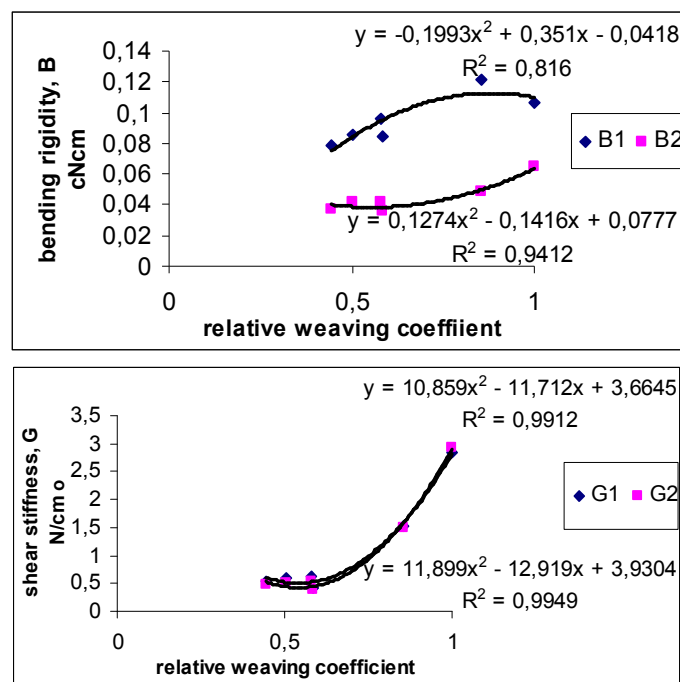 y = -0,1993x² + 0,351x - 0,0418
R² = 0,816
0,14
0,12
0,1
0,08
0,06
0,04
0,02
0
bending rigidity, B
cNcm
B1 B2
y = 0,1274x² - 0,1416x + 0,0777
R² = 0,9412
0 0,5 1
relative weaving coeffiient
y = 10,859x² - 11,712x + 3,6645
R² = 0,9912
3,5
3
2,5
2
1,5
1
0,5
0
shear stiffness, G
N/cm o
G1 G2
y = 11,899x² - 12,919x + 3,9304
R² = 0,9949
0 0,5 1
relative weaving coefficient